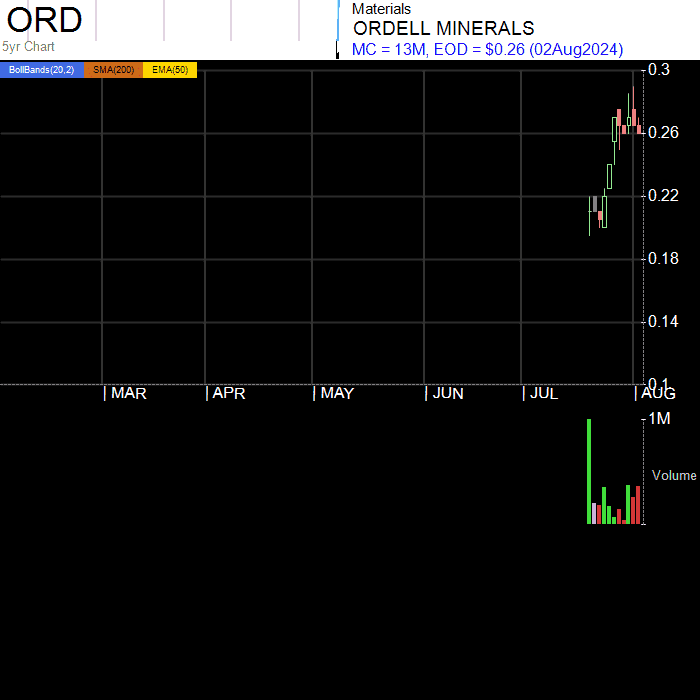 ORD
5yr Chart
Materials
ORDELL MINERALS
MC = 13M, EOD = $0.26 (02Aug2024)
BollBands(20,2) SMA(200) EMA(50)
0.3
0.26
0.22
0.18
0.14
0.1
MAR APR MAY JUN JUL AUG
1M
Volume